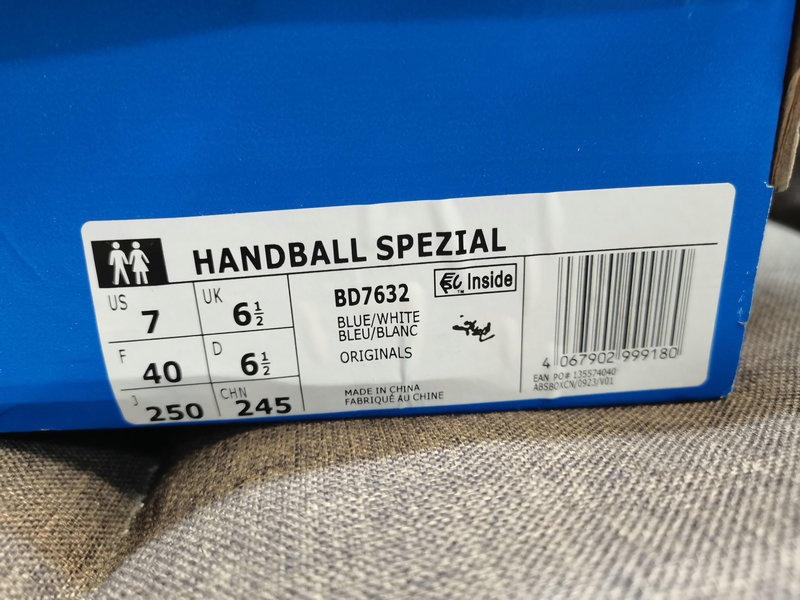 HANDBALL SPEZIAL
US 7
UK 6½
F 40
D 6½
J 250
CHN 245
BD7632
BLUE/WHITE
BLEU/BLANC
ORIGINALS
MADE IN CHINA
FABRIQUÉ AU CHINE
Inside
TM
4 067902 999180
EAN PO# 135574040
ABSBOXCN/0923/V01